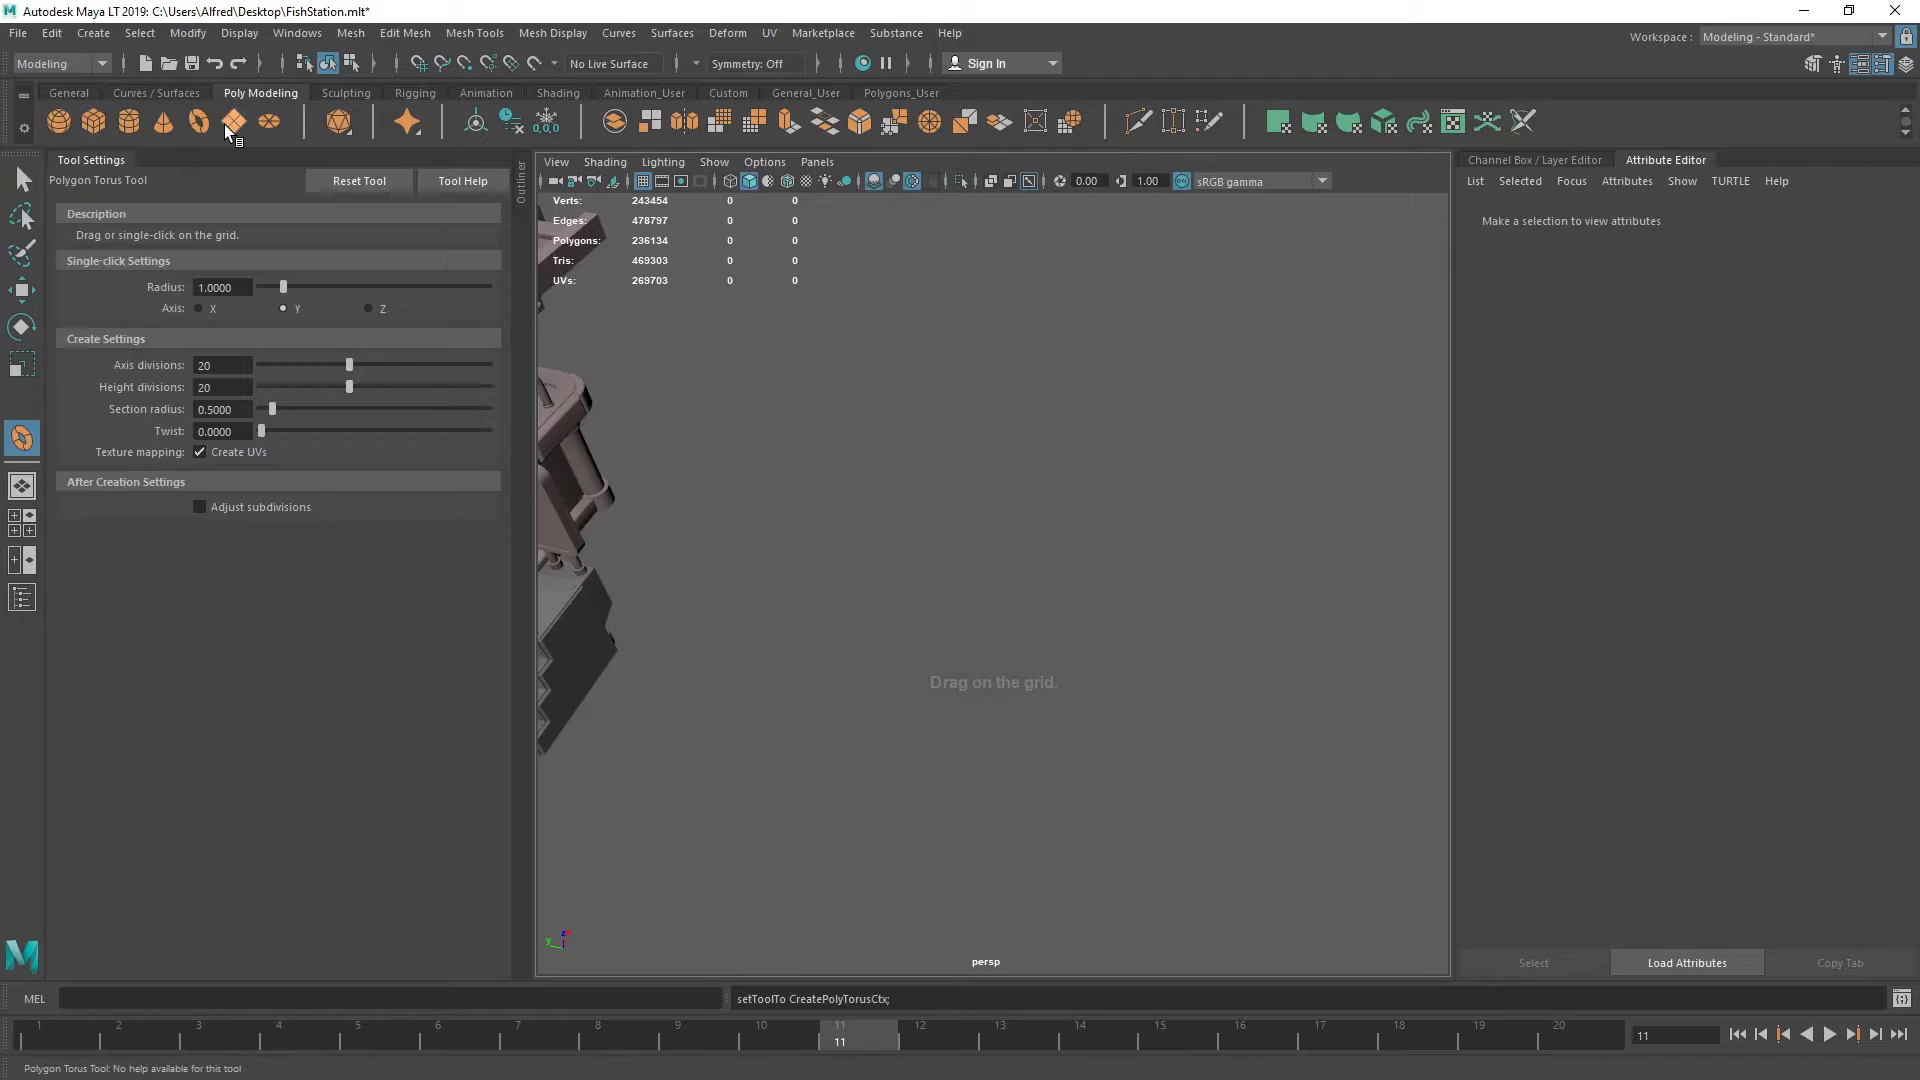 Autodesk Maya LT 2019: C:\Users\Alfred\Desktop\FishStation.mlt*
File Edit Create Select Modify Display Windows Mesh Edit Mesh Mesh Tools Mesh Display Curves Surfaces Deform UV Marketplace Substance Help
Workspace : Modeling - Standard*
Modeling No Live Surface Symmetry: Off Sign In
General Curves / Surfaces Poly Modeling Sculpting Rigging Animation Shading Animation_User Custom General_User Polygons_User
0,0,0
Tool Settings
Polygon Torus Tool Reset Tool Tool Help
Description
Drag or single-click on the grid.
Single-click Settings
Radius: 1.0000
Axis: X Y Z
Create Settings
Axis divisions: 20
Height divisions: 20
Section radius: 0.5000
Twist: 0.0000
Texture mapping: Create UVs
After Creation Settings
Adjust subdivisions
Outliner
View Shading Lighting Show Options Panels
0.00 1.00 ON sRGB gamma
Verts: 243454 0 0
Edges: 478797 0 0
Polygons: 236134 0 0
Tris: 469303 0 0
UVs: 269703 0 0
Drag on the grid.
y z
persp
Channel Box / Layer Editor Attribute Editor
List Selected Focus Attributes Show TURTLE Help
Make a selection to view attributes
Select Load Attributes Copy Tab
MEL setToolTo CreatePolyTorusCtx;
1 2 3 4 5 6 7 8 9 10 11 12 13 14 15 16 17 18 19 20
11 11
Polygon Torus Tool: No help available for this tool